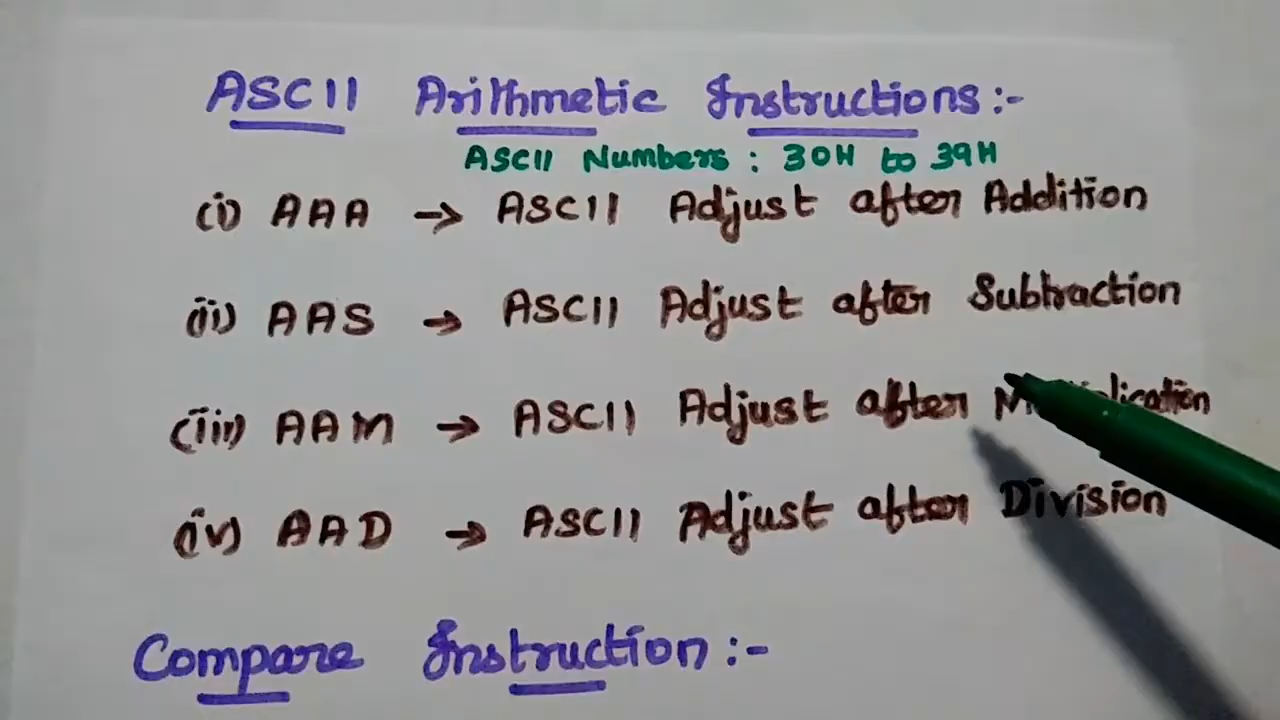 ASCII Arithmetic Instructions:-
ASCII Numbers : 30H to 39H
(i) AAA → ASCII Adjust after Addition
(ii) AAS → ASCII Adjust after Subtraction
(iii) AAM → ASCII Adjust after
(iv) AAD → ASCII Adjust after Division
Compare Instruction:-